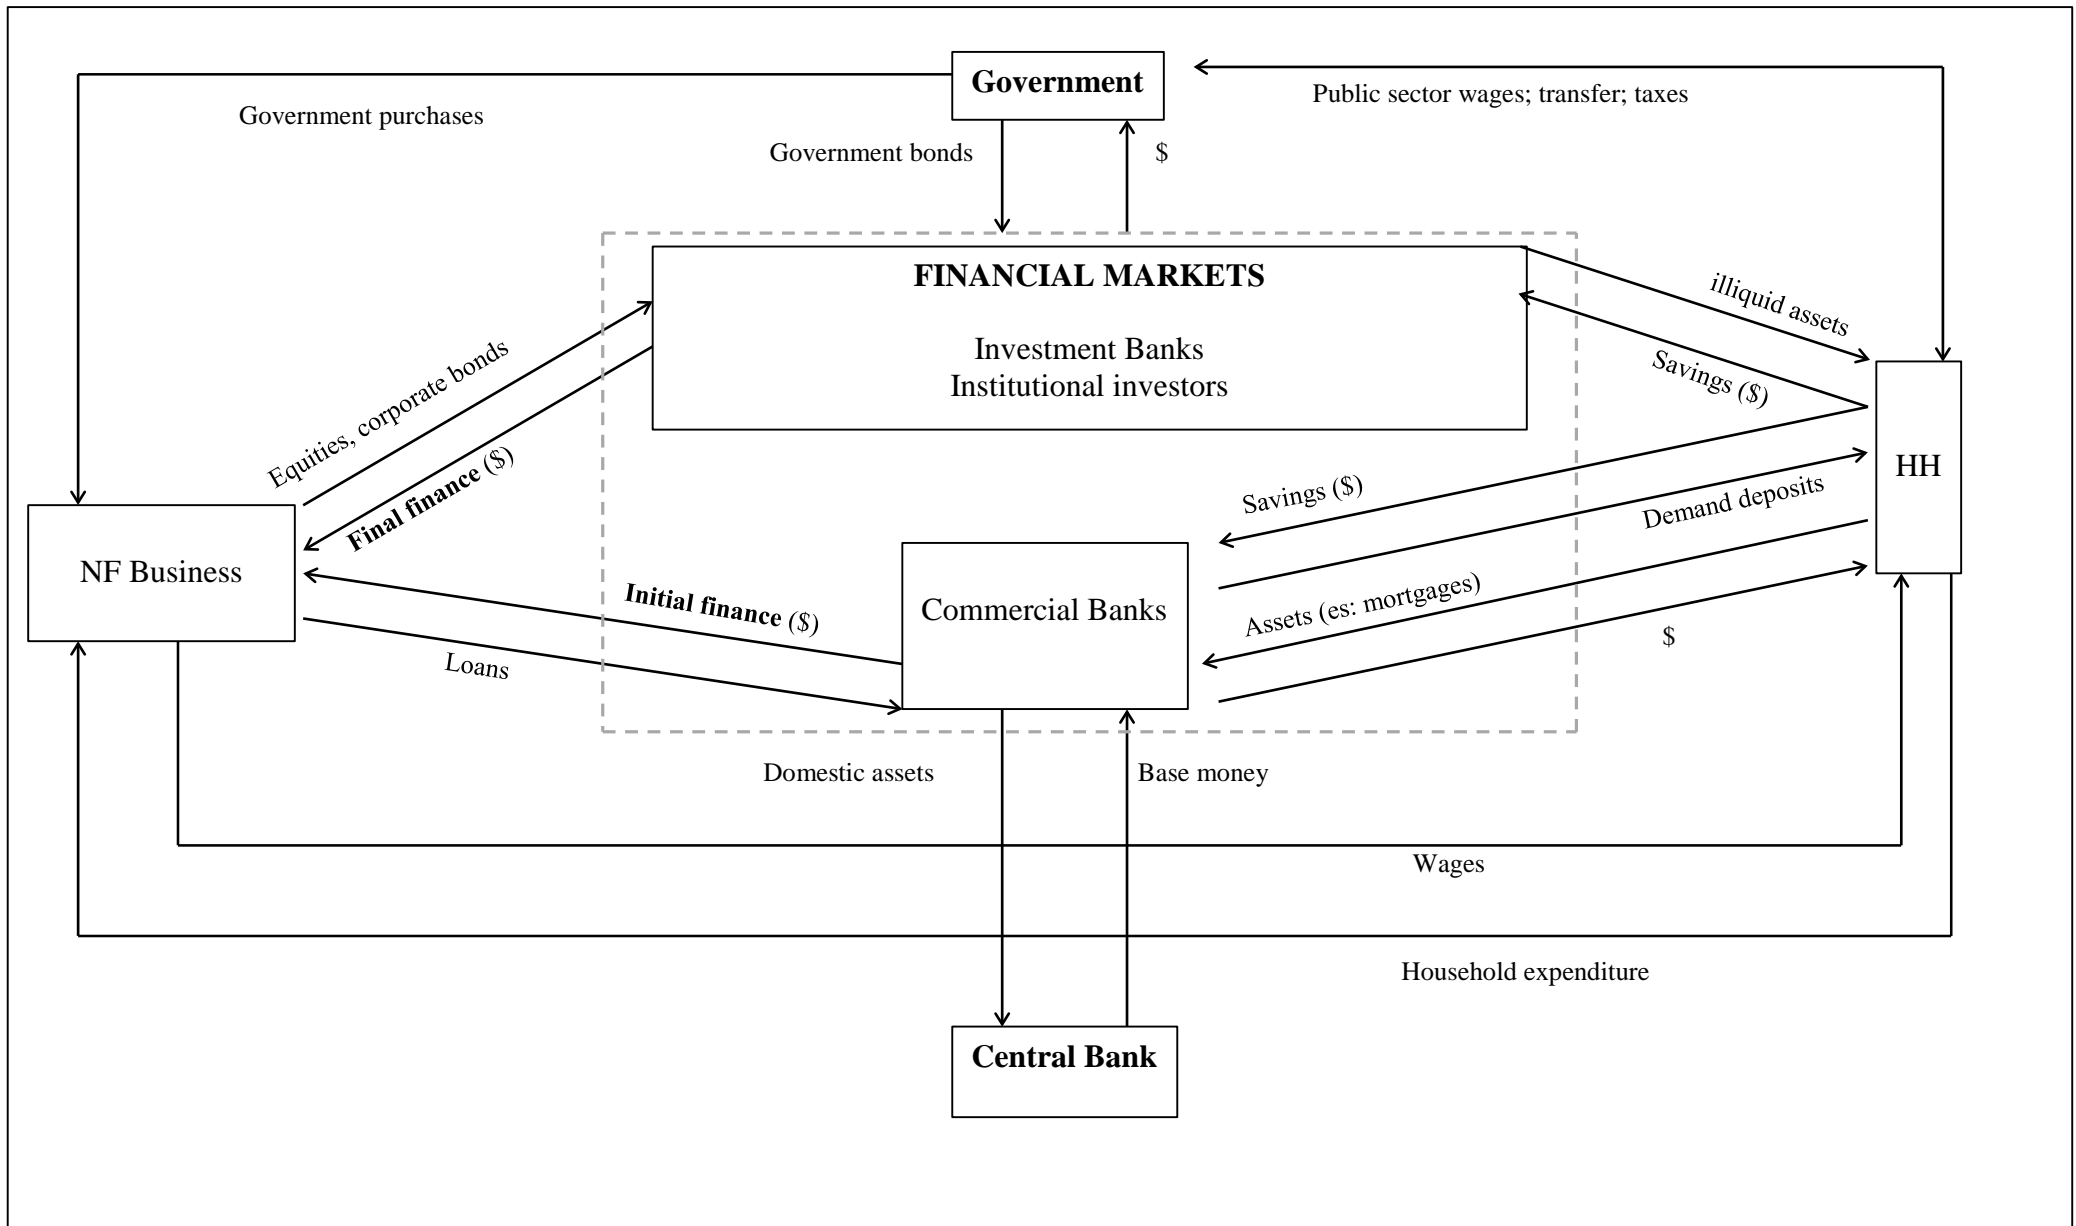 Government
Public sector wages; transfer; taxes
Government purchases
Government bonds
$
FINANCIAL MARKETS
Investment Banks
Institutional investors
illiquid assets
Savings ($)
Equities, corporate bonds
Final finance ($)
HH
Savings ($)
Demand deposits
NF Business
Initial finance ($)
Commercial Banks
Assets (es: mortgages)
$
Loans
Domestic assets
Base money
Wages
Household expenditure
Central Bank